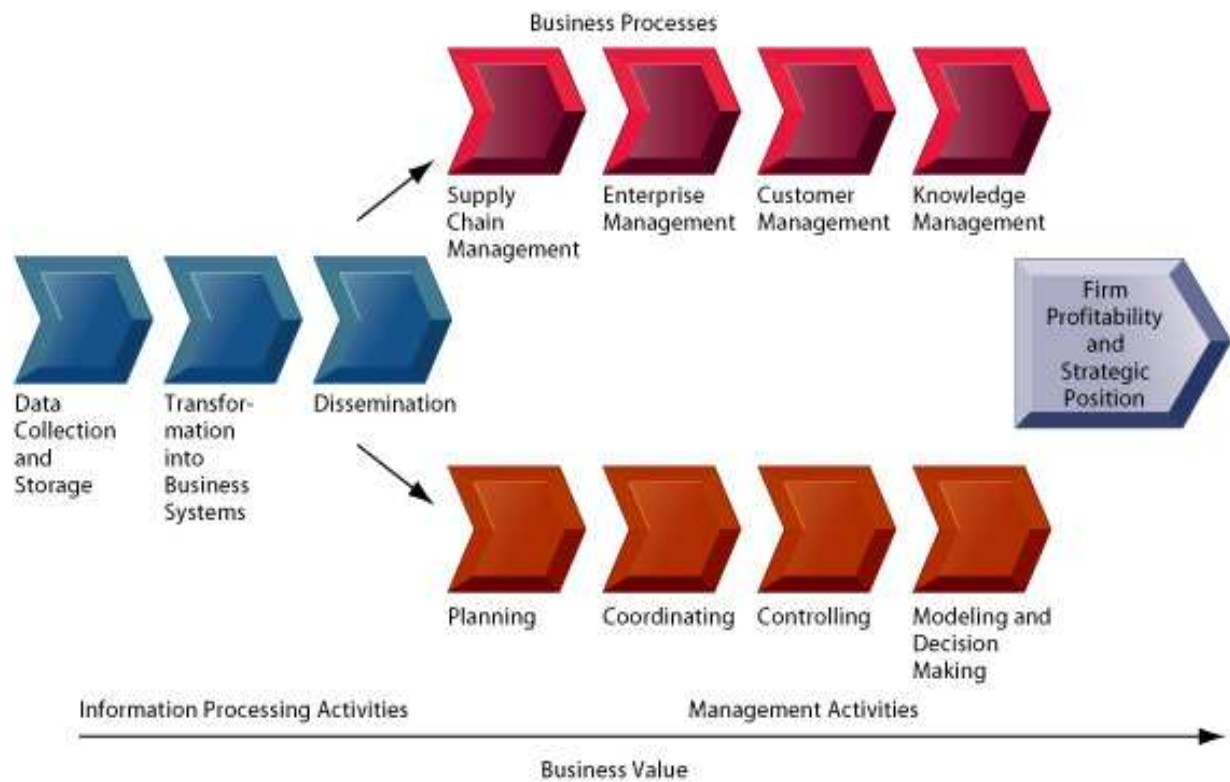 Business Processes
Supply
Chain
Management
Enterprise
Management
Customer
Management
Knowledge
Management
Data
Collection
and
Storage
Transfor-
mation
into
Business
Systems
Dissemination
Firm
Profitability
and
Strategic
Position
Planning
Coordinating
Controlling
Modeling and
Decision
Making
Information Processing Activities
Management Activities
Business Value